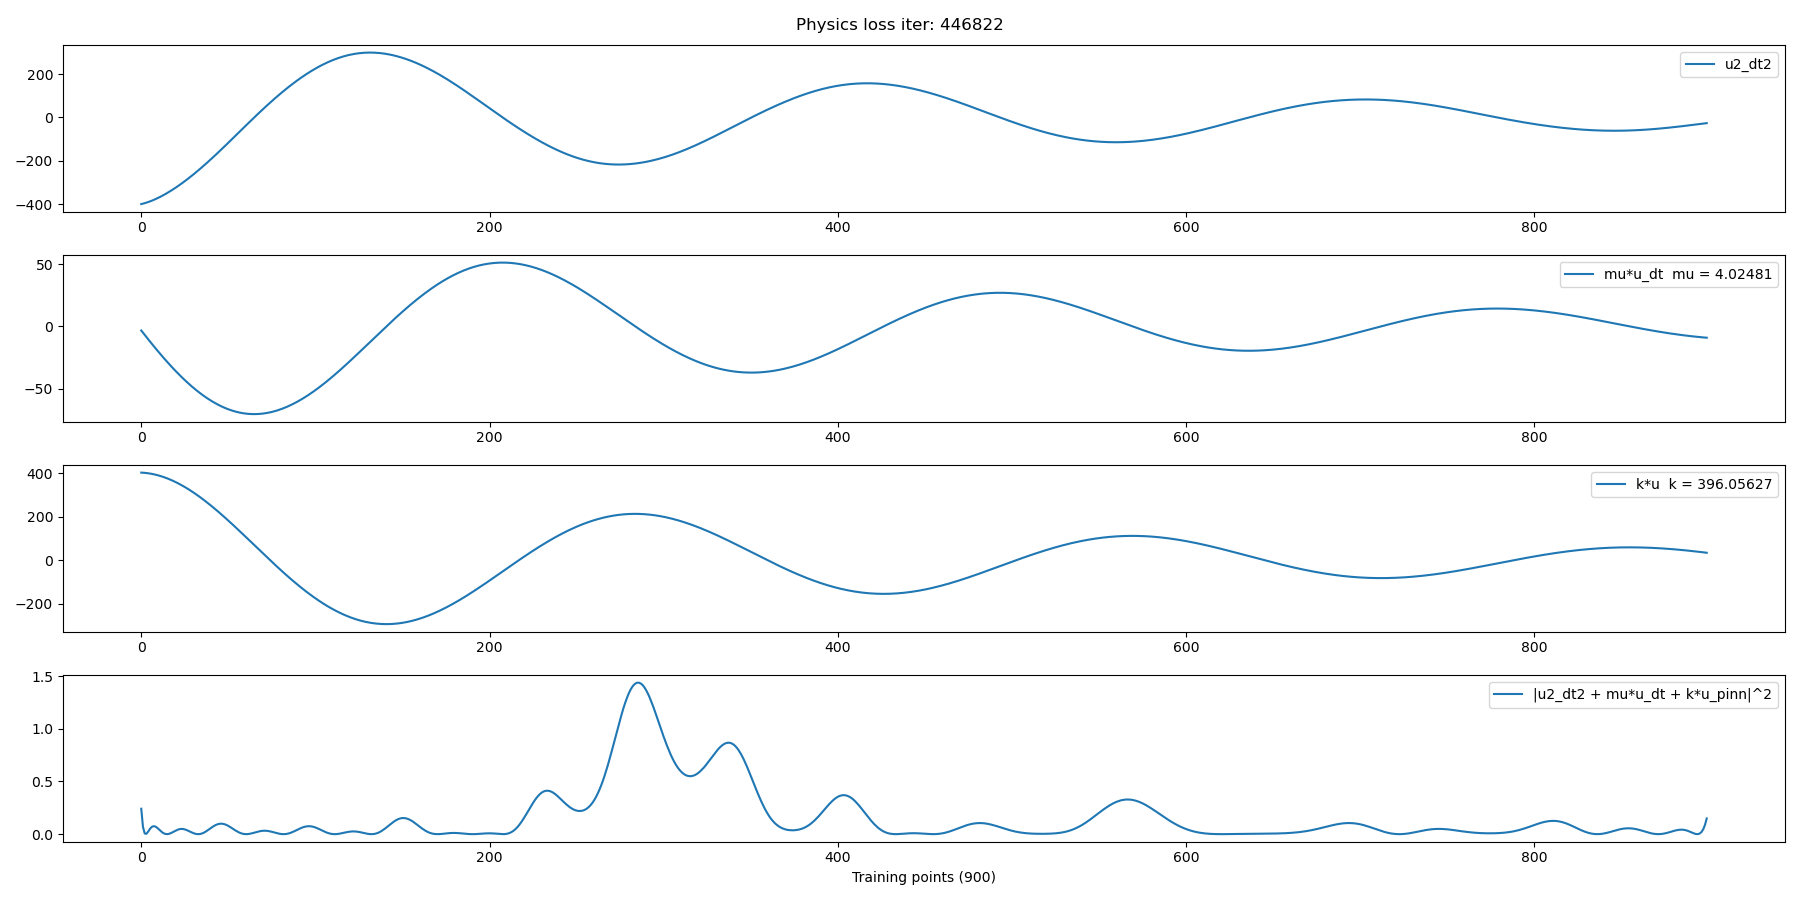 Physics loss iter: 446822
u2_dt2
200
0
−200
−400
0 200 400 600 800
mu*u_dt  mu = 4.02481
50
0
−50
0 200 400 600 800
k*u  k = 396.05627
400
200
0
−200
0 200 400 600 800
|u2_dt2 + mu*u_dt + k*u_pinn|^2
1.5
1.0
0.5
0.0
0 200 400 600 800
Training points (900)